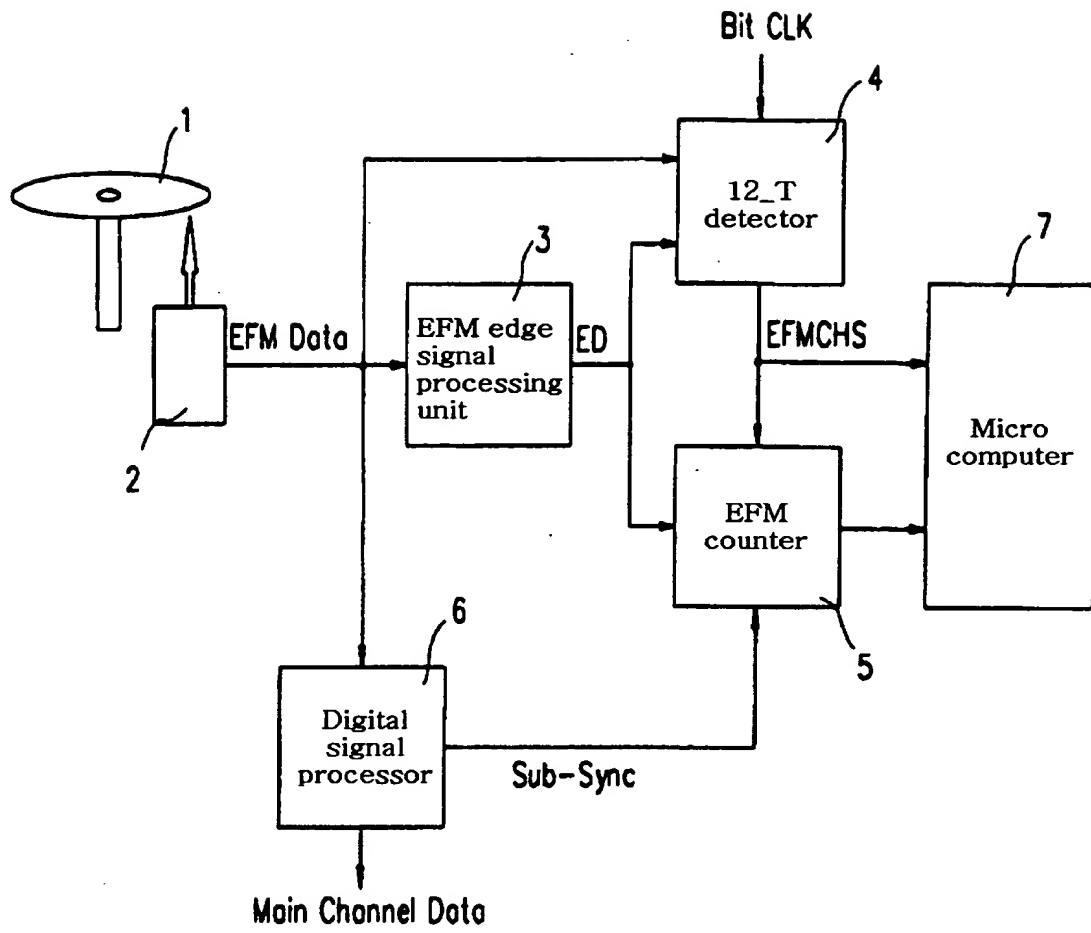 Bit CLK
4
1
12_T
detector
3
7
EFM Data
EFM edge
signal
processing
unit
ED
EFMCHS
Micro
computer
2
EFM
counter
5
6
Digital
signal
processor
Sub-Sync
Main Channel Data